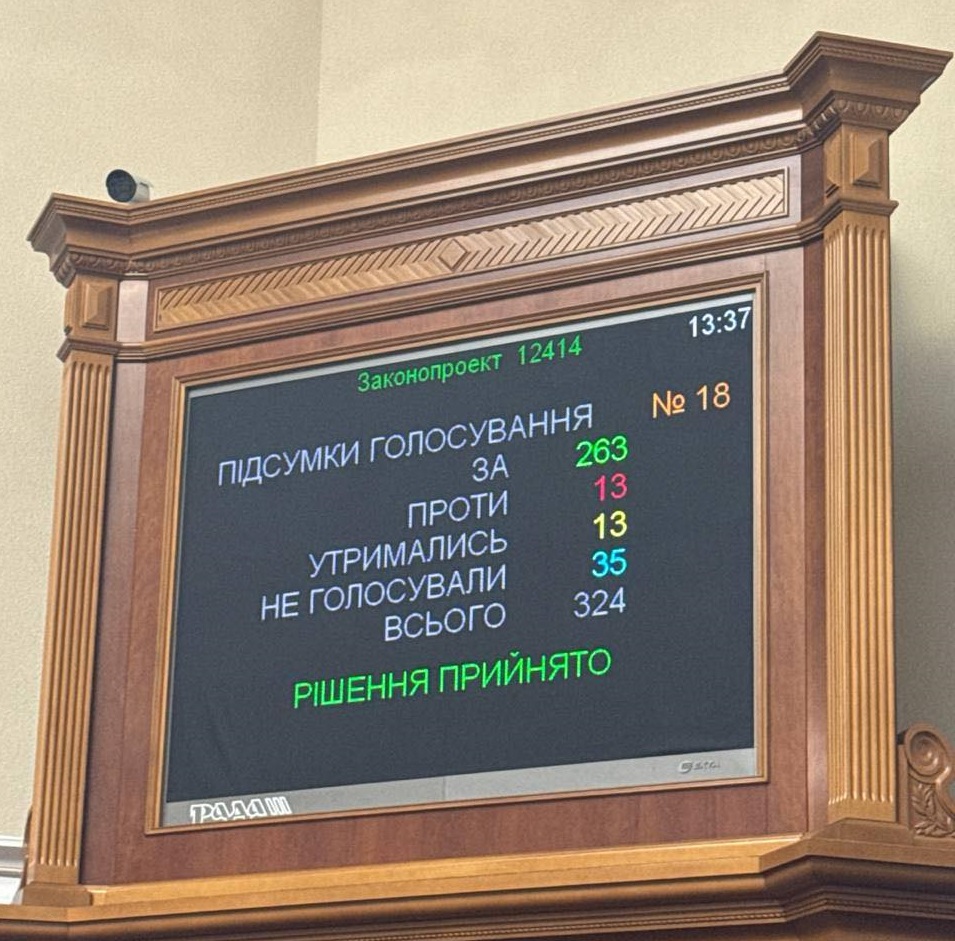 13:37
Законопроект 12414
№ 18
ПІДСУМКИ ГОЛОСУВАННЯ
ЗА 263
ПРОТИ 13
УТРИМАЛИСЬ 13
НЕ ГОЛОСУВАЛИ 35
ВСЬОГО 324
РІШЕННЯ ПРИЙНЯТО
РАДА III